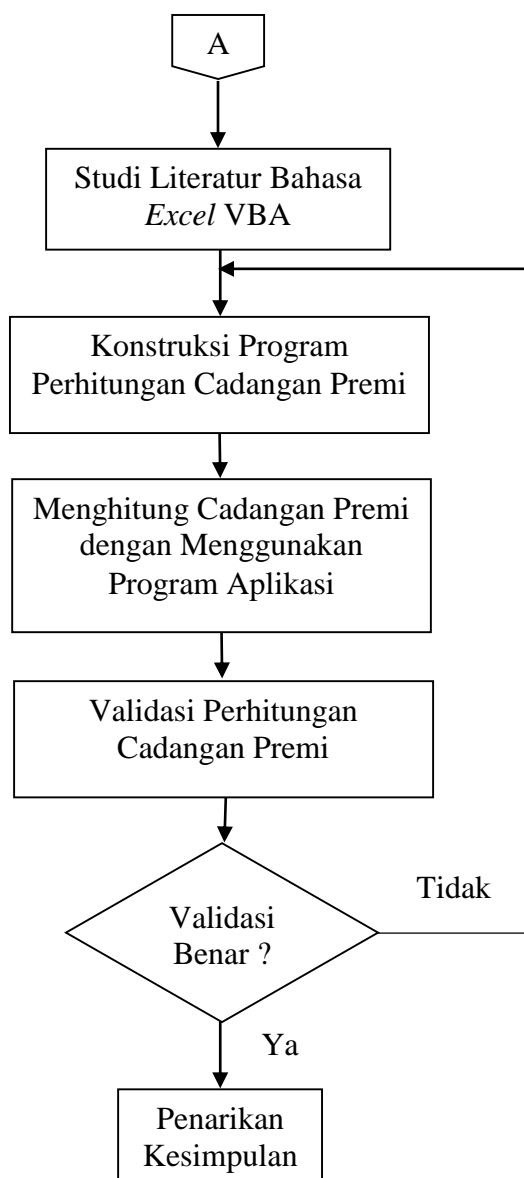 A
Studi Literatur Bahasa
Excel VBA
Konstruksi Program
Perhitungan Cadangan Premi
Menghitung Cadangan Premi
dengan Menggunakan
Program Aplikasi
Validasi Perhitungan
Cadangan Premi
Validasi
Benar ?
Tidak
Ya
Penarikan
Kesimpulan